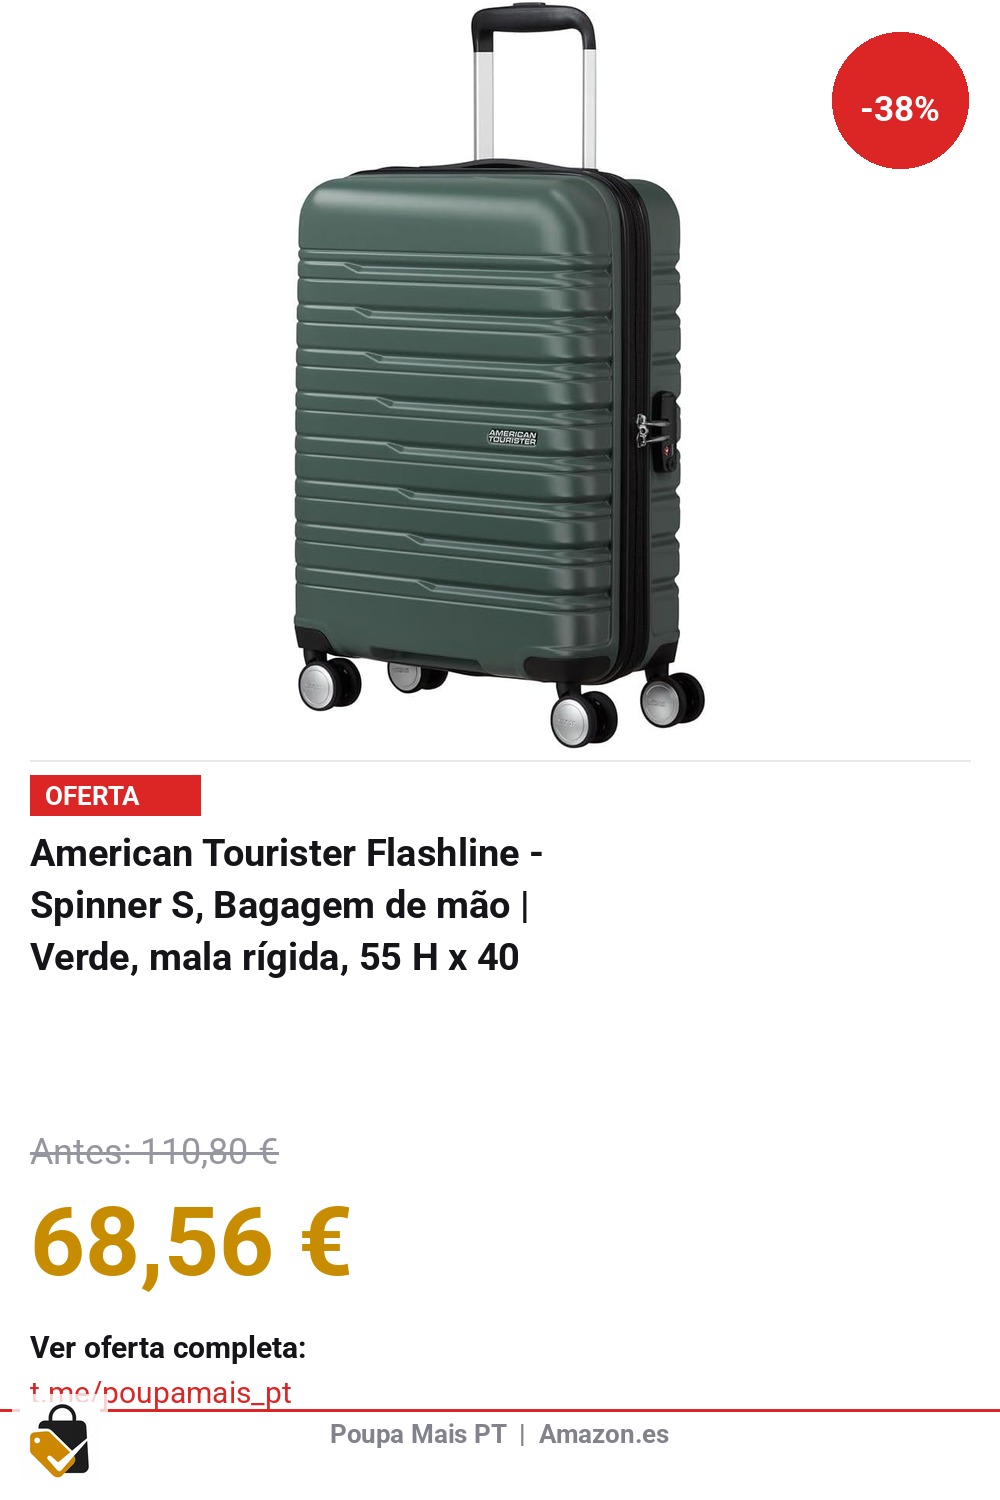 -38%
AMERICAN
TOURISTER
OFERTA
American Tourister Flashline -
Spinner S, Bagagem de mão |
Verde, mala rígida, 55 H x 40
Antes: 110,80 €
68,56 €
Ver oferta completa:
t.me/poupamais_pt
Poupa Mais PT | Amazon.es